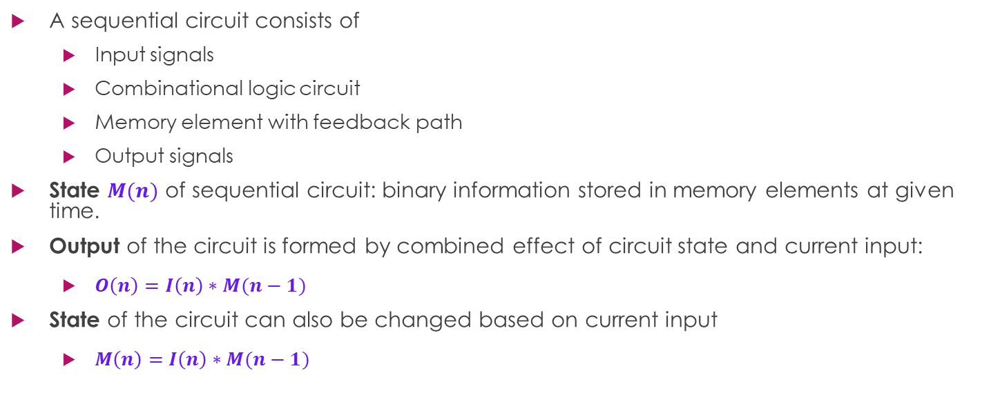 A sequential circuit consists of
Input signals
Combinational logic circuit
Memory element with feedback path
Output signals
State M(n) of sequential circuit: binary information stored in memory elements at given
time.
Output of the circuit is formed by combined effect of circuit state and current input:
O(n) = I(n) * M(n − 1)
State of the circuit can also be changed based on current input
M(n) = I(n) * M(n − 1)